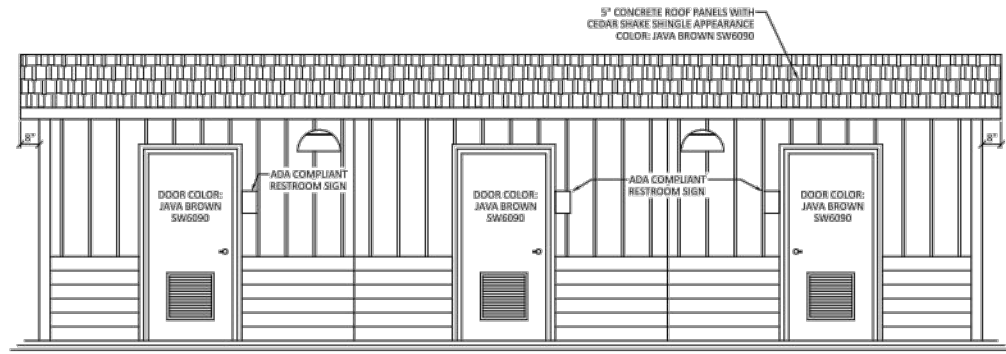 5" CONCRETE ROOF PANELS WITH
CEDAR SHAKE SHINGLE APPEARANCE
COLOR: JAVA BROWN SW6090
8"
8"
ADA COMPLIANT
RESTROOM SIGN
ADA COMPLIANT
RESTROOM SIGN
DOOR COLOR:
JAVA BROWN
SW6090
DOOR COLOR:
JAVA BROWN
SW6090
DOOR COLOR:
JAVA BROWN
SW6090